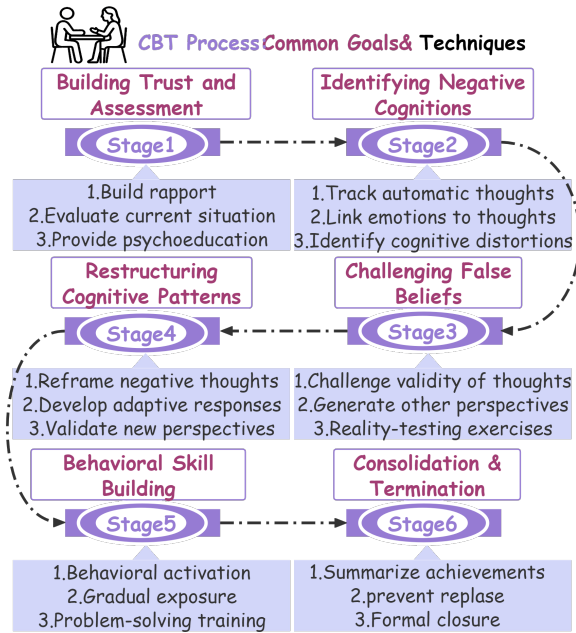 CBT Process Common Goals& Techniques
Building Trust and
Assessment
Stage1
1.Build rapport
2.Evaluate current situation
3.Provide psychoeducation
Identifying Negative
Cognitions
Stage2
1.Track automatic thoughts
2.Link emotions to thoughts
3.Identify cognitive distortions
Challenging False
Beliefs
Stage3
1.Challenge validity of thoughts
2.Generate other perspectives
3.Reality-testing exercises
Restructuring
Cognitive Patterns
Stage4
1.Reframe negative thoughts
2.Develop adaptive responses
3.Validate new perspectives
Behavioral Skill
Building
Stage5
1.Behavioral activation
2.Gradual exposure
3.Problem-solving training
Consolidation &
Termination
Stage6
1.Summarize achievements
2.prevent replase
3.Formal closure